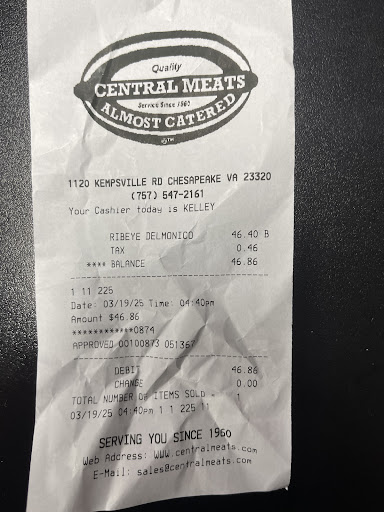 Quality
CENTRAL MEATS
Service Since 1960
ALMOST CATERED
1120 KEMPSVILLE RD CHESAPEAKE VA 23320
(757) 547-2161
Your Cashier today is KELLEY
RIBEYE DELMONICO 46.40 B
TAX 0.46
**** BALANCE 46.86
1 11 225
Date: 03/19/25 Time: 04:40pm
Amount $46.86
************0874
APPROVED 00100873 051367
DEBIT 46.86
CHANGE 0.00
TOTAL NUMBER OF ITEMS SOLD = 1
03/19/25 04:40pm 1 1 225 11
SERVING YOU SINCE 1960
Web Address: WWW.centralmeats.com
E-Mail: sales@centralmeats.com